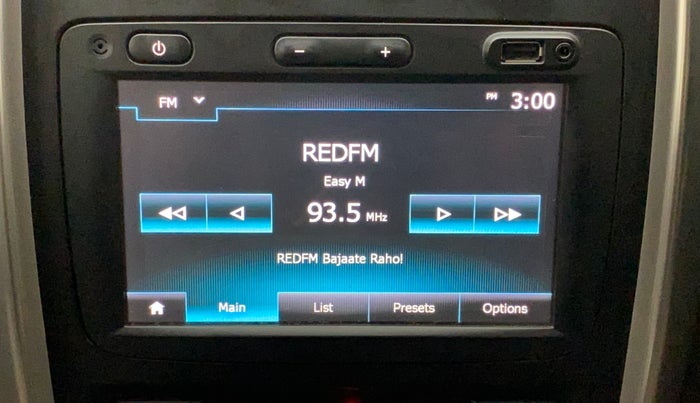 − +
FM PM 3:00
REDFM
Easy M
93.5 MHz
REDFM Bajaate Raho!
Main List Presets Options